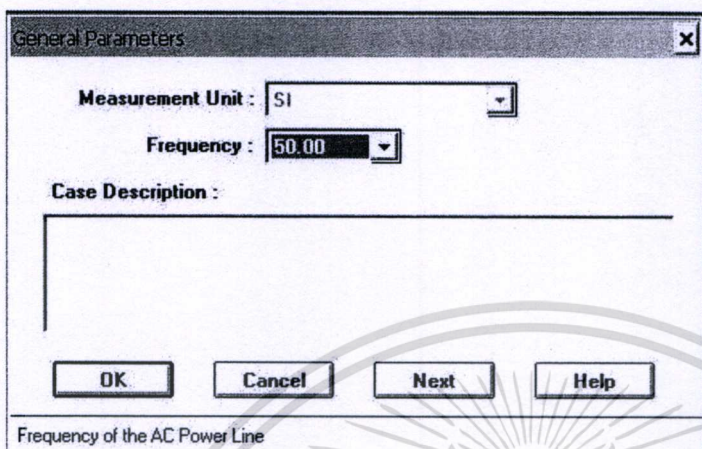 General Parameters
Measurement Unit : SI
Frequency : 50.00
Case Description :
OK Cancel Next Help
Frequency of the AC Power Line